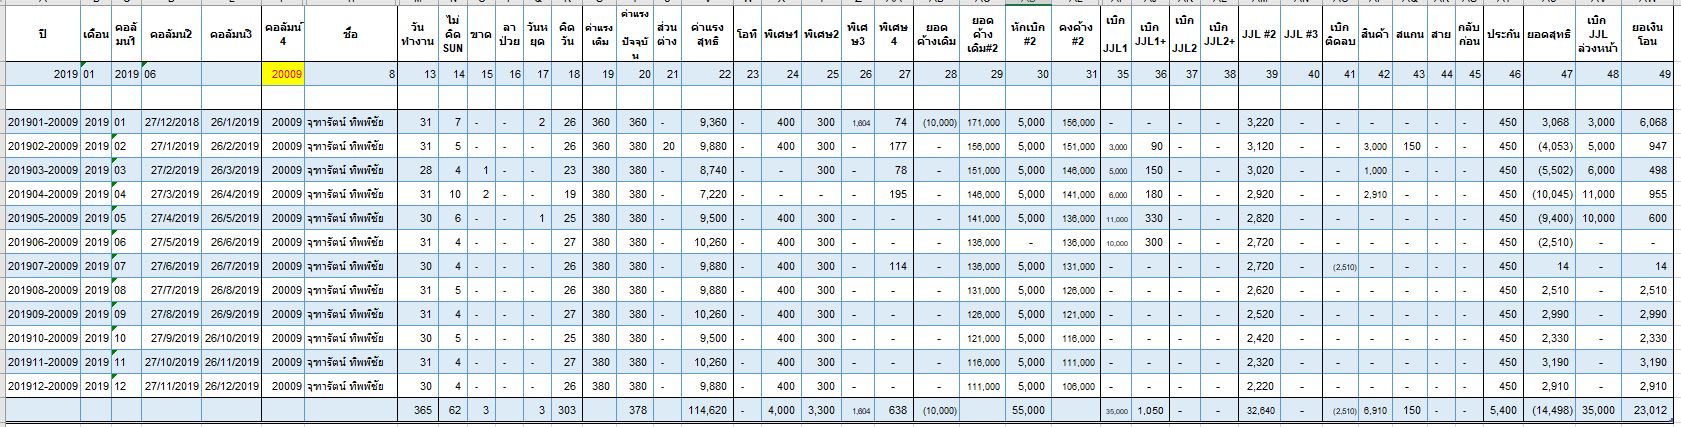 ปี เดือน คอลัมน์1 คอลัมน์2 คอลัมน์3 คอลัมน์4 ชื่อ วันทำงาน ไม่คิด SUN ขาด ลาป่วย วันหยุด คิดวัน ค่าแรงเดิม ค่าแรงปัจจุบัน ส่วนต่าง ค่าแรงสุทธิ โอที พิเศษ1 พิเศษ2 พิเศษ3 พิเศษ4 ยอดค้างเดิม ยอดค้างเดิม#2 หักเบิก#2 คงค้าง#2 เบิก JJL1 เบิก JJL1+ เบิก JJL2 เบิก JJL2+ JJL #2 JJL #3 เบิกติดลบ สินค้า สแกน สาย กลับก่อน ประกัน ยอดสุทธิ เบิก JJL ล่วงหน้า ยอเงินโอน
2019 01 2019 06 20009 8 13 14 15 16 17 18 19 20 21 22 23 24 25 26 27 28 29 30 31 35 36 37 38 39 40 41 42 43 44 45 46 47 48 49
201901-20009 2019 01 27/12/2018 26/1/2019 20009 จุฑารัตน์ ทิพพิชัย 31 7 - - 2 26 360 360 - 9,360 - 400 300 1,604 74 (10,000) 171,000 5,000 156,000 - - - - 3,220 - - - - - - 450 3,068 3,000 6,068
201902-20009 2019 02 27/1/2019 26/2/2019 20009 จุฑารัตน์ ทิพพิชัย 31 5 - - - 26 360 380 20 9,880 - 400 300 - 177 - 156,000 5,000 151,000 3,000 90 - - 3,120 - - 3,000 150 - - 450 (4,053) 5,000 947
201903-20009 2019 03 27/2/2019 26/3/2019 20009 จุฑารัตน์ ทิพพิชัย 28 4 1 - - 23 380 380 - 8,740 - - 300 - 78 - 151,000 5,000 146,000 5,000 150 - - 3,020 - - 1,000 - - - 450 (5,502) 6,000 498
201904-20009 2019 04 27/3/2019 26/4/2019 20009 จุฑารัตน์ ทิพพิชัย 31 10 2 - - 19 380 380 - 7,220 - - - - 195 - 146,000 5,000 141,000 6,000 180 - - 2,920 - - 2,910 - - - 450 (10,045) 11,000 955
201905-20009 2019 05 27/4/2019 26/5/2019 20009 จุฑารัตน์ ทิพพิชัย 30 6 - - 1 25 380 380 - 9,500 - 400 300 - - - 141,000 5,000 136,000 11,000 330 - - 2,820 - - - - - - 450 (9,400) 10,000 600
201906-20009 2019 06 27/5/2019 26/6/2019 20009 จุฑารัตน์ ทิพพิชัย 31 4 - - - 27 380 380 - 10,260 - 400 300 - - - 136,000 - 136,000 10,000 300 - - 2,720 - - - - - - 450 (2,510) - -
201907-20009 2019 07 27/6/2019 26/7/2019 20009 จุฑารัตน์ ทิพพิชัย 30 4 - - - 26 380 380 - 9,880 - 400 300 - 114 - 136,000 5,000 131,000 - - - - 2,720 - (2,510) - - - - 450 14 - 14
201908-20009 2019 08 27/7/2019 26/8/2019 20009 จุฑารัตน์ ทิพพิชัย 31 5 - - - 26 380 380 - 9,880 - 400 300 - - - 131,000 5,000 126,000 - - - - 2,620 - - - - - - 450 2,510 - 2,510
201909-20009 2019 09 27/8/2019 26/9/2019 20009 จุฑารัตน์ ทิพพิชัย 31 4 - - - 27 380 380 - 10,260 - 400 300 - - - 126,000 5,000 121,000 - - - - 2,520 - - - - - - 450 2,990 - 2,990
201910-20009 2019 10 27/9/2019 26/10/2019 20009 จุฑารัตน์ ทิพพิชัย 30 5 - - - 25 380 380 - 9,500 - 400 300 - - - 121,000 5,000 116,000 - - - - 2,420 - - - - - - 450 2,330 - 2,330
201911-20009 2019 11 27/10/2019 26/11/2019 20009 จุฑารัตน์ ทิพพิชัย 31 4 - - - 27 380 380 - 10,260 - 400 300 - - - 116,000 5,000 111,000 - - - - 2,320 - - - - - - 450 3,190 - 3,190
201912-20009 2019 12 27/11/2019 26/12/2019 20009 จุฑารัตน์ ทิพพิชัย 30 4 - - - 26 380 380 - 9,880 - 400 300 - - - 111,000 5,000 106,000 - - - - 2,220 - - - - - - 450 2,910 - 2,910
365 62 3 3 303 378 114,620 - 4,000 3,300 1,604 638 (10,000) 55,000 35,000 1,050 - - 32,640 - (2,510) 6,910 150 - - 5,400 (14,498) 35,000 23,012